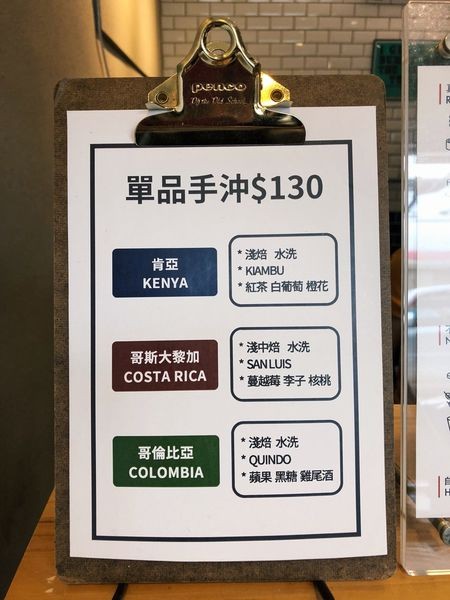 penco
單品手沖$130
肯亞
KENYA
* 淺焙 水洗
* KIAMBU
* 紅茶 白葡萄 橙花
哥斯大黎加
COSTA RICA
* 淺中焙 水洗
* SAN LUIS
* 蔓越莓 李子 核桃
哥倫比亞
COLOMBIA
* 淺焙 水洗
* QUINDO
* 蘋果 黑糖 雞尾酒